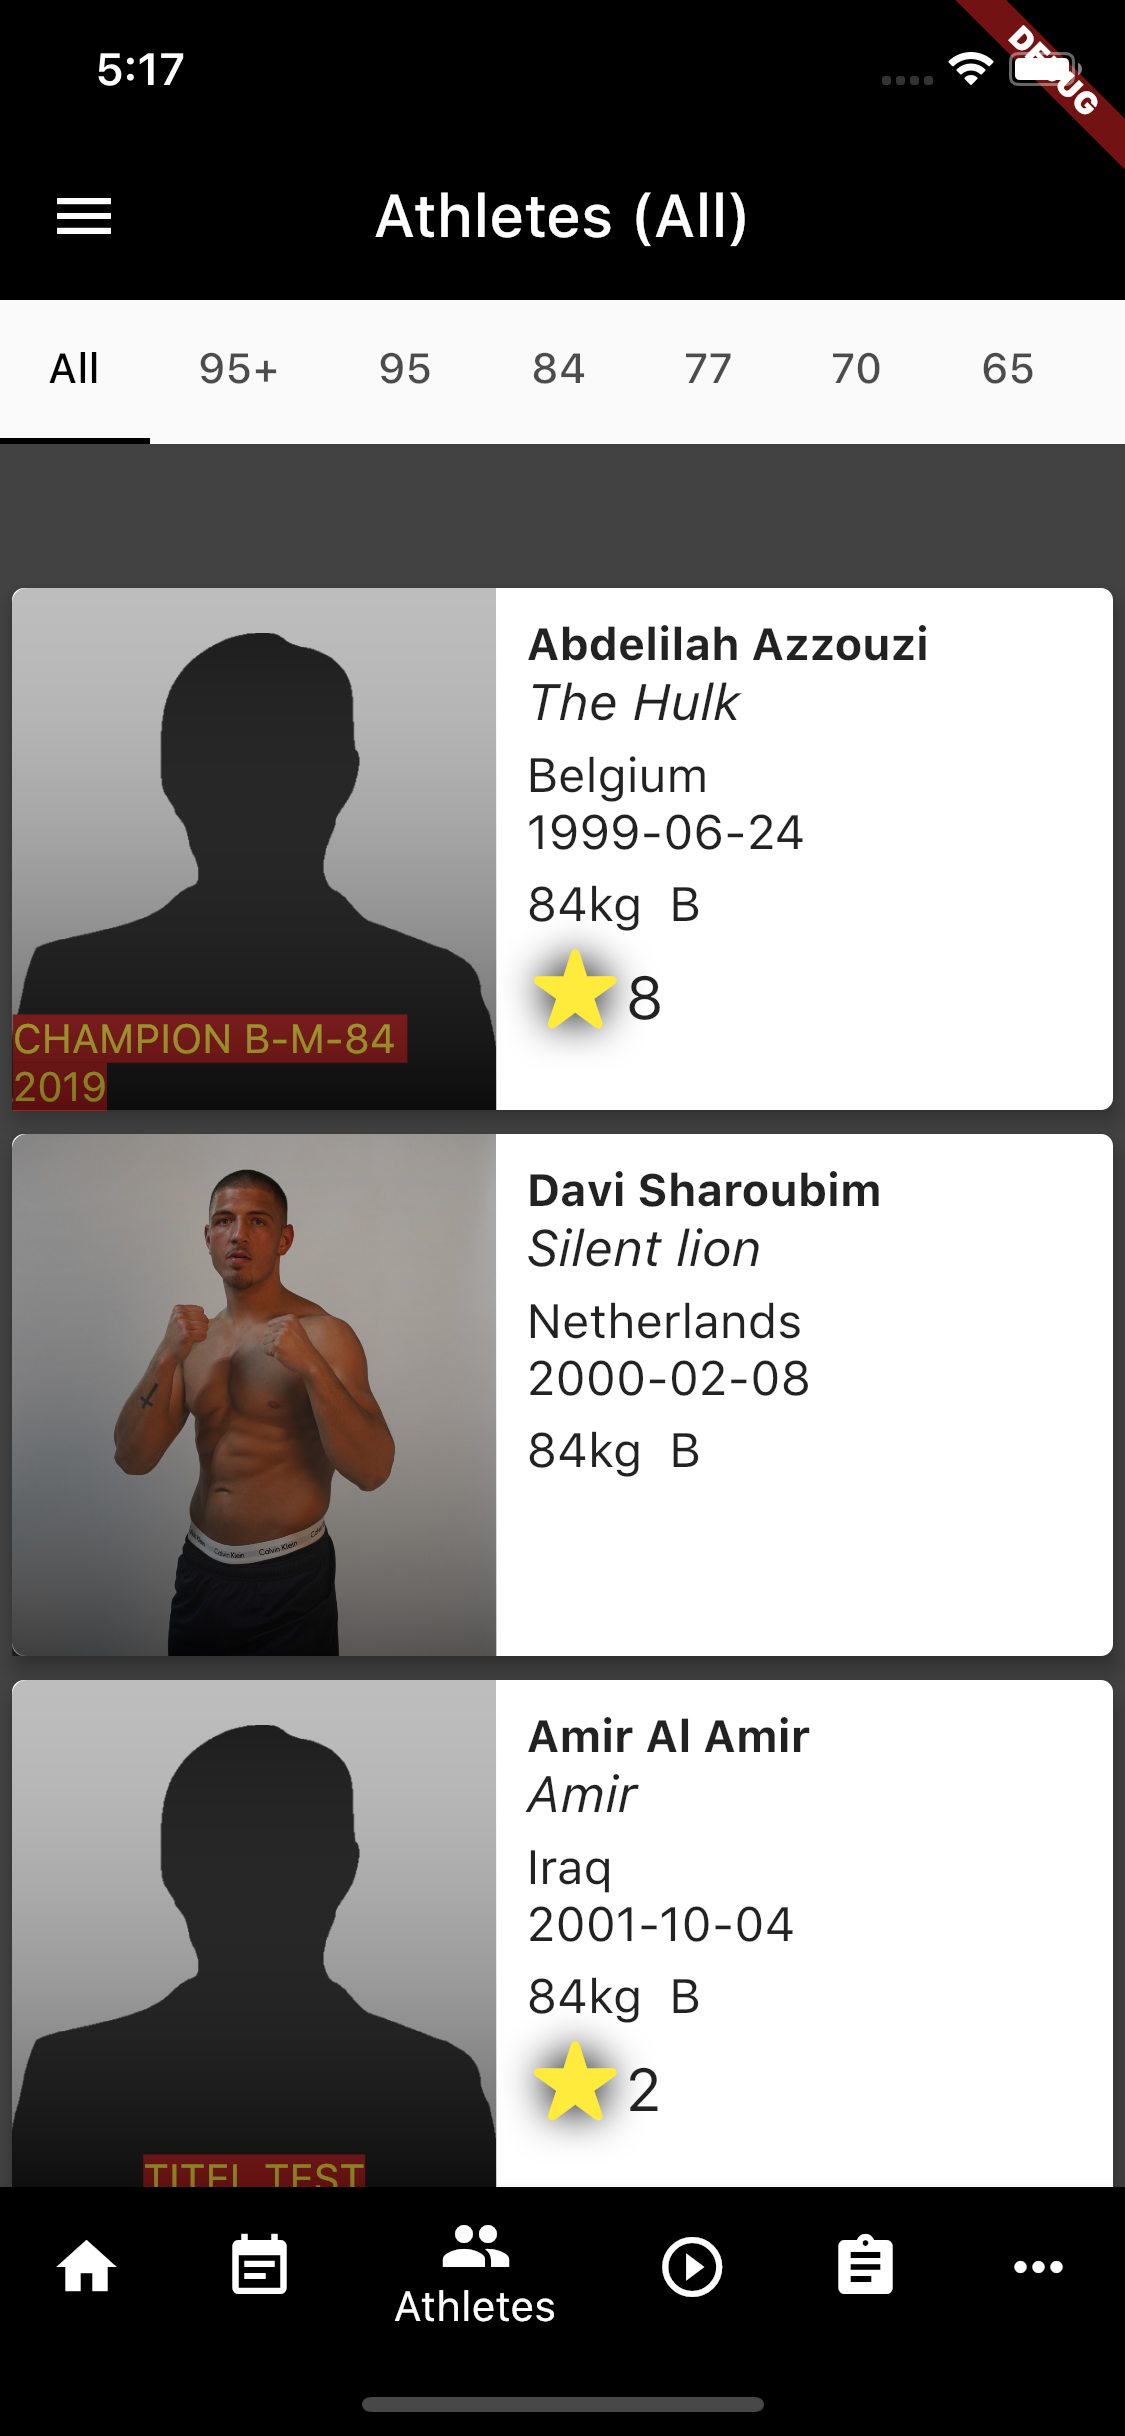 5:17
DEBUG
Athletes (All)
All 95+ 95 84 77 70 65
Abdelilah Azzouzi
The Hulk
Belgium
1999-06-24
84kg B
8
CHAMPION B-M-84
2019
Davi Sharoubim
Silent lion
Netherlands
2000-02-08
84kg B
Calvin Klein Calvin Klein
Amir Al Amir
Amir
Iraq
2001-10-04
84kg B
2
TITEL TEST
Athletes